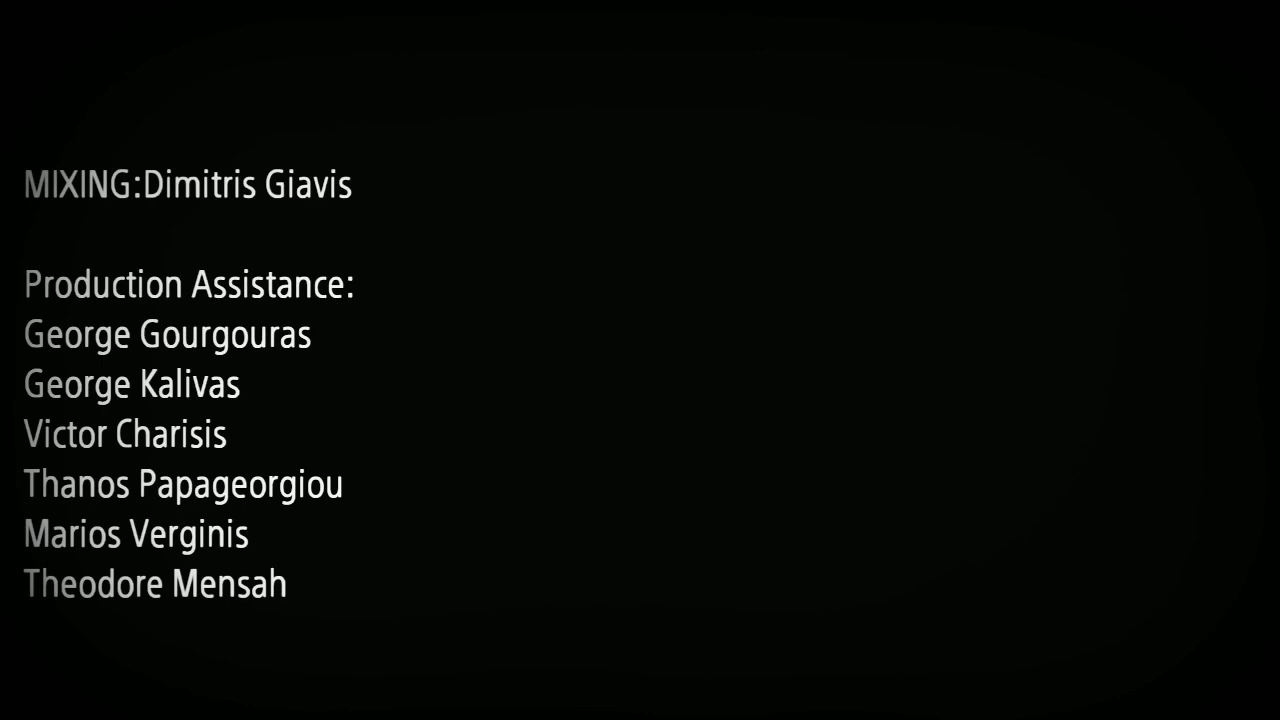 MIXING:Dimitris Giavis
Production Assistance:
George Gourgouras
George Kalivas
Victor Charisis
Thanos Papageorgiou
Marios Verginis
Theodore Mensah